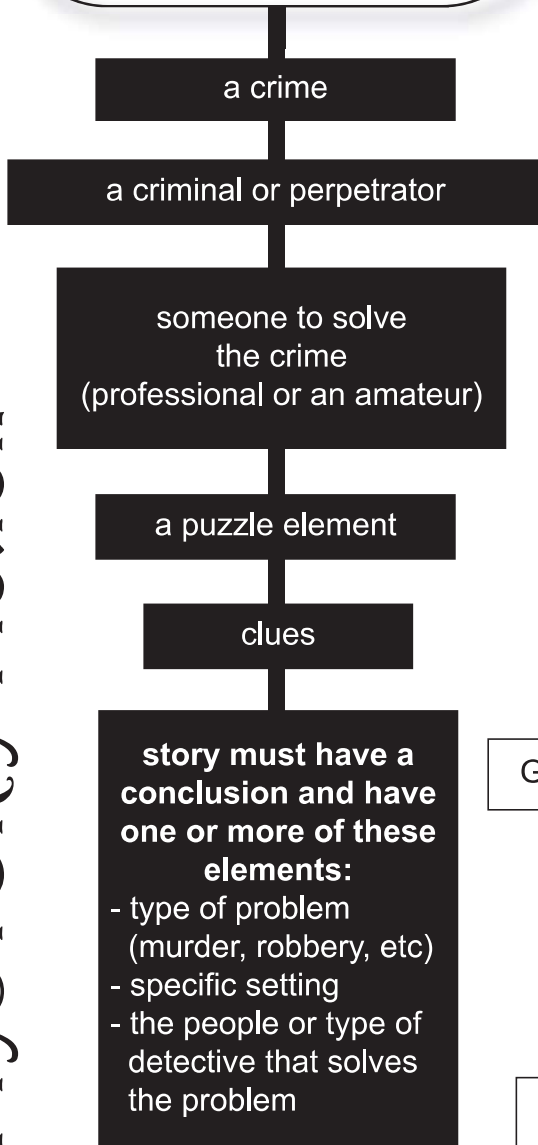 a crime
a criminal or perpetrator
someone to solve
the crime
(professional or an amateur)
a puzzle element
clues
story must have a
conclusion and have
one or more of these
elements:
- type of problem
(murder, robbery, etc)
- specific setting
- the people or type of
detective that solves
the problem
G